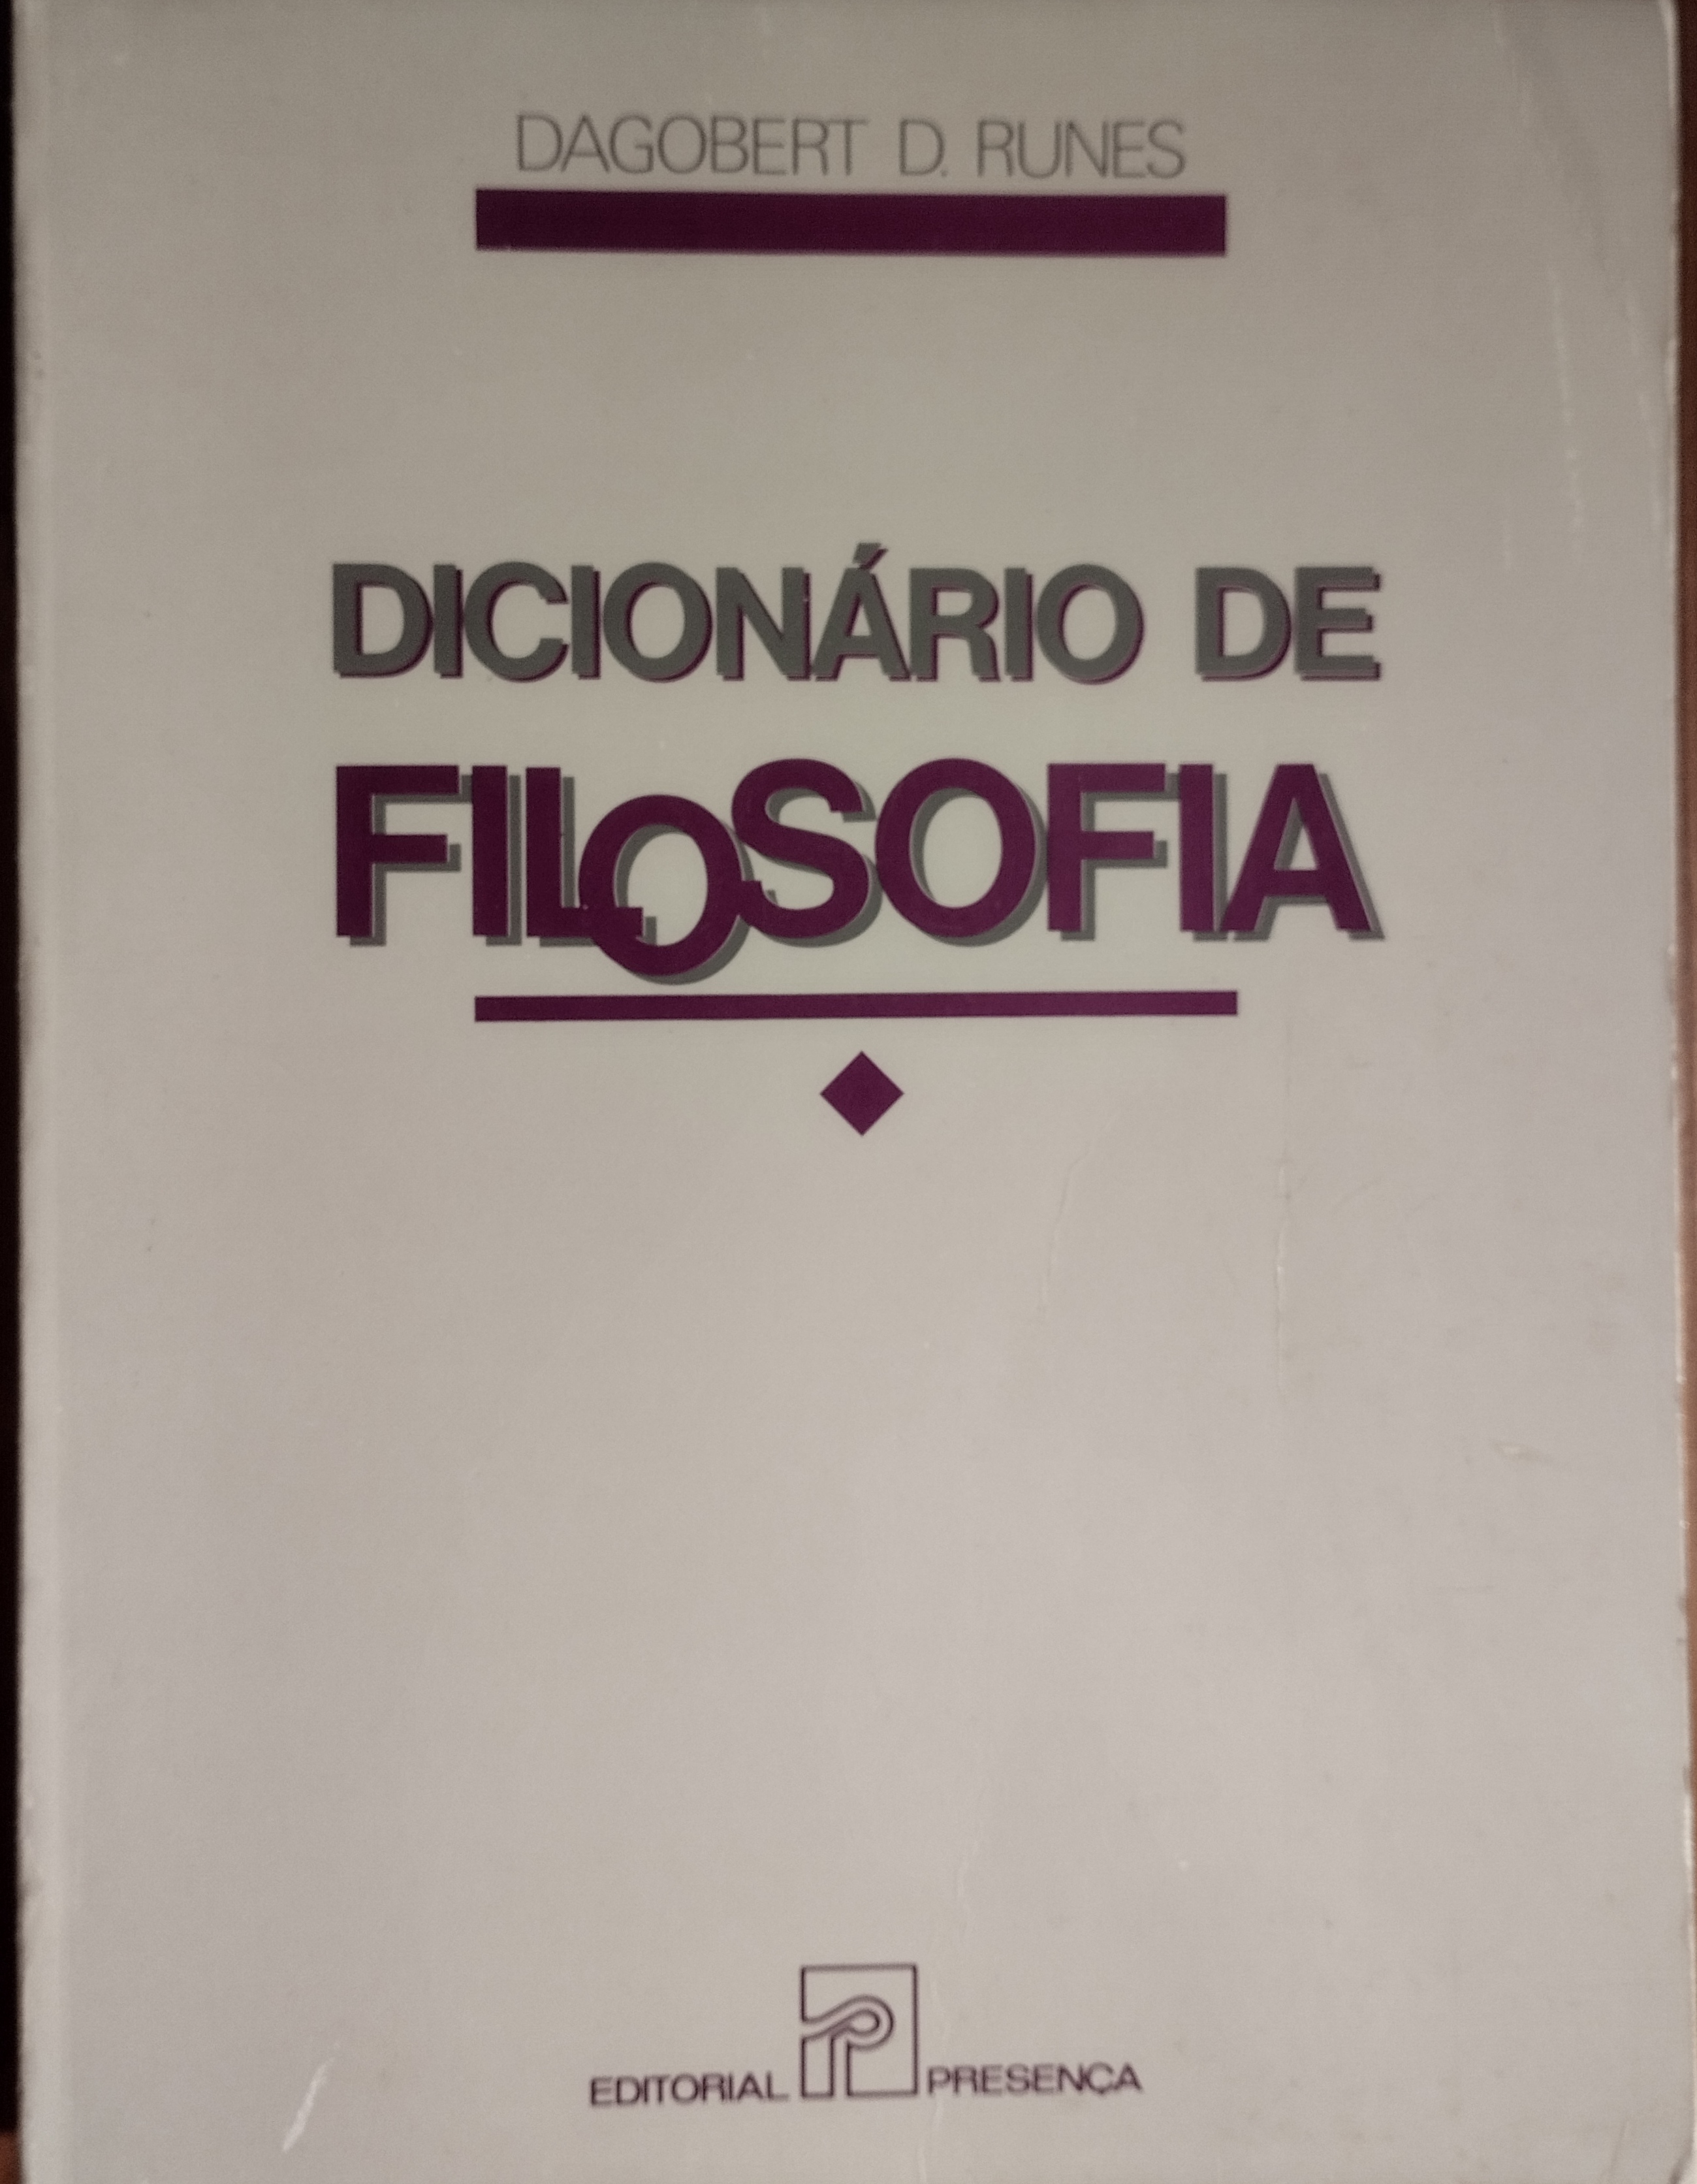 DAGOBERT D. RUNES
DICIONÁRIO DE
FILOSOFIA
EDITORIAL PRESENÇA